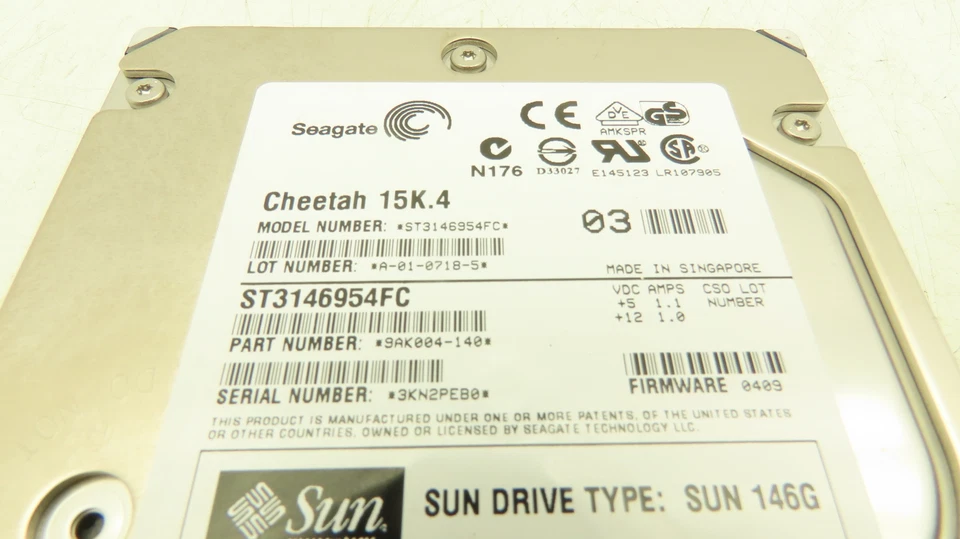 Seagate
CE
DVE
GS
AMKSPR
N176
D33027
E145123 LR107905
Cheetah 15K.4
MODEL NUMBER: *ST3146954FC*
03
LOT NUMBER: *A-01-0718-5*
MADE IN SINGAPORE
ST3146954FC
VDC AMPS CSO LOT
+5 1.1 NUMBER
+12 1.0
PART NUMBER: *9AK004-140*
SERIAL NUMBER: *3KN2PEB0*
FIRMWARE 0409
THIS PRODUCT IS MANUFACTURED UNDER ONE OR MORE PATENTS, OF THE UNITED STATES
OR OTHER COUNTRIES, OWNED OR LICENSED BY SEAGATE TECHNOLOGY LLC.
Sun
SUN DRIVE TYPE: SUN 146G